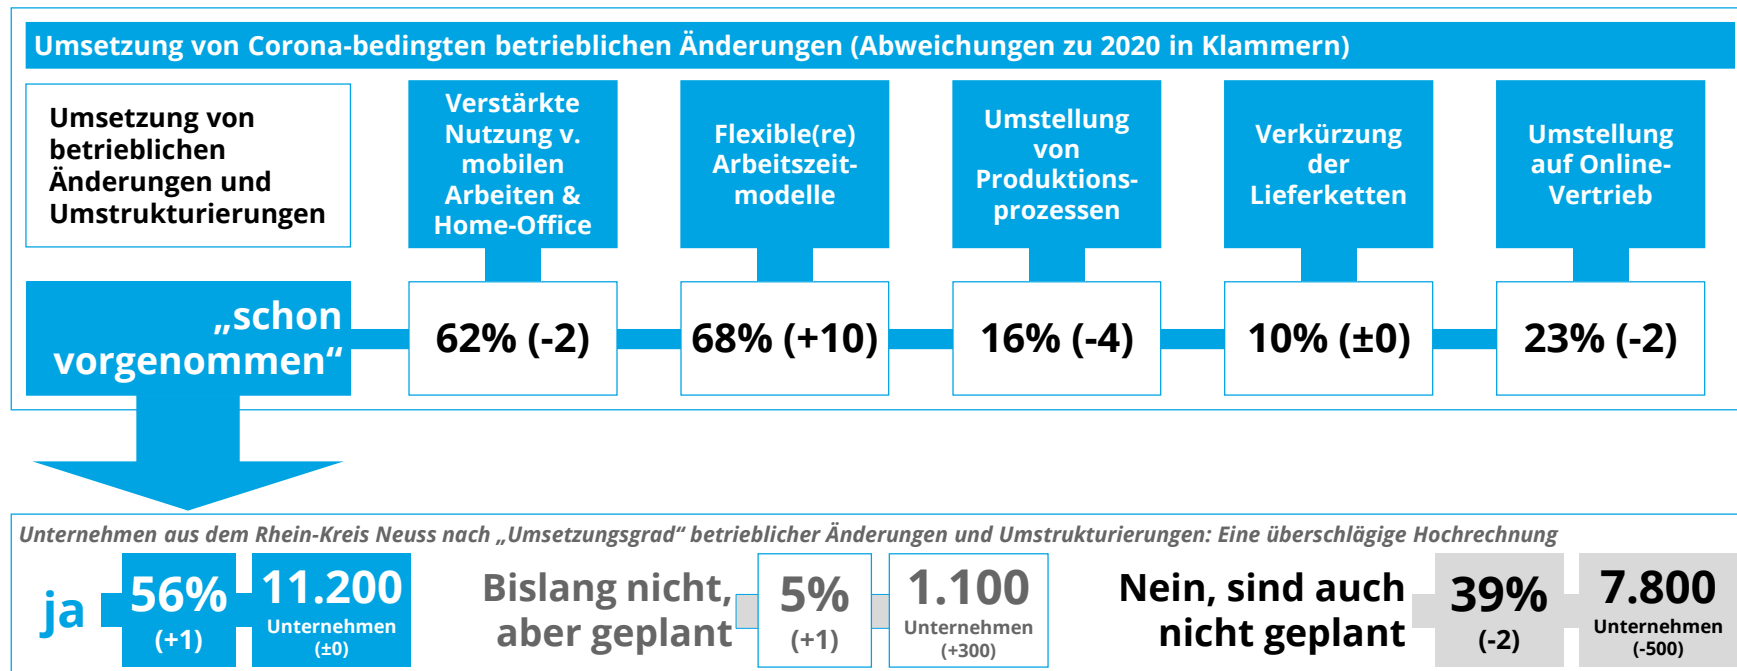 Umsetzung von Corona-bedingten betrieblichen Änderungen (Abweichungen zu 2020 in Klammern)
Umsetzung von
betrieblichen
Änderungen und
Umstrukturierungen
Verstärkte
Nutzung v.
mobilen
Arbeiten &
Home-Office
Flexible(re)
Arbeitszeit-
modelle
Umstellung
von
Produktions-
prozessen
Verkürzung
der
Lieferketten
Umstellung
auf Online-
Vertrieb
„schon
vorgenommen“
62% (-2)
68% (+10)
16% (-4)
10% (±0)
23% (-2)
Unternehmen aus dem Rhein-Kreis Neuss nach „Umsetzungsgrad“ betrieblicher Änderungen und Umstrukturierungen: Eine überschlägige Hochrechnung
ja
56%
(+1)
11.200
Unternehmen
(±0)
Bislang nicht,
aber geplant
5%
(+1)
1.100
Unternehmen
(+300)
Nein, sind auch
nicht geplant
39%
(-2)
7.800
Unternehmen
(-500)